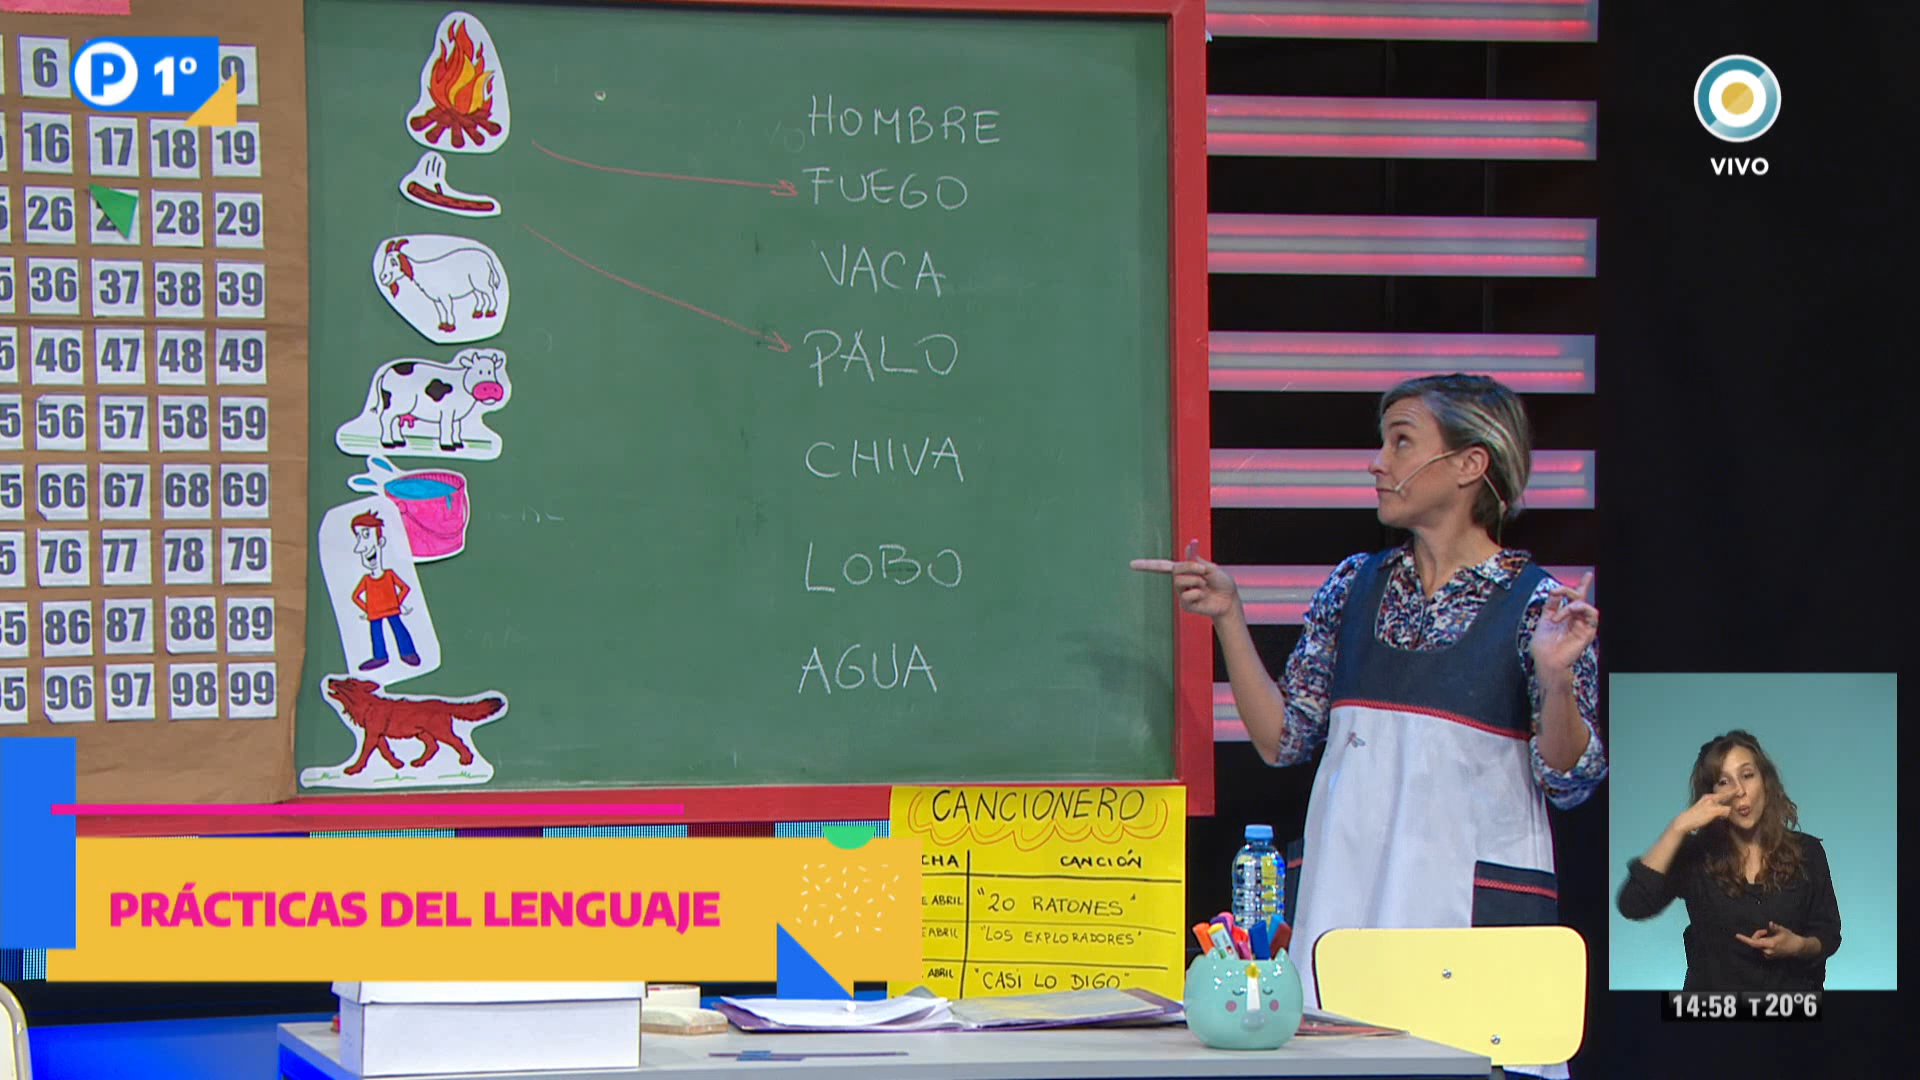 P 1º
6 9
16 17 18 19
26 28 29
36 37 38 39
46 47 48 49
56 57 58 59
66 67 68 69
76 77 78 79
86 87 88 89
96 97 98 99
HOMBRE
FUEGO
VACA
PALO
CHIVA
LOBO
AGUA
VIVO
CANCIONERO
CHA CANCIÓN
ABRIL "20 RATONES"
ABRIL "LOS EXPLORADORES"
ABRIL "CASI LO DIGO"
PRÁCTICAS DEL LENGUAJE
14:58 T 20°6